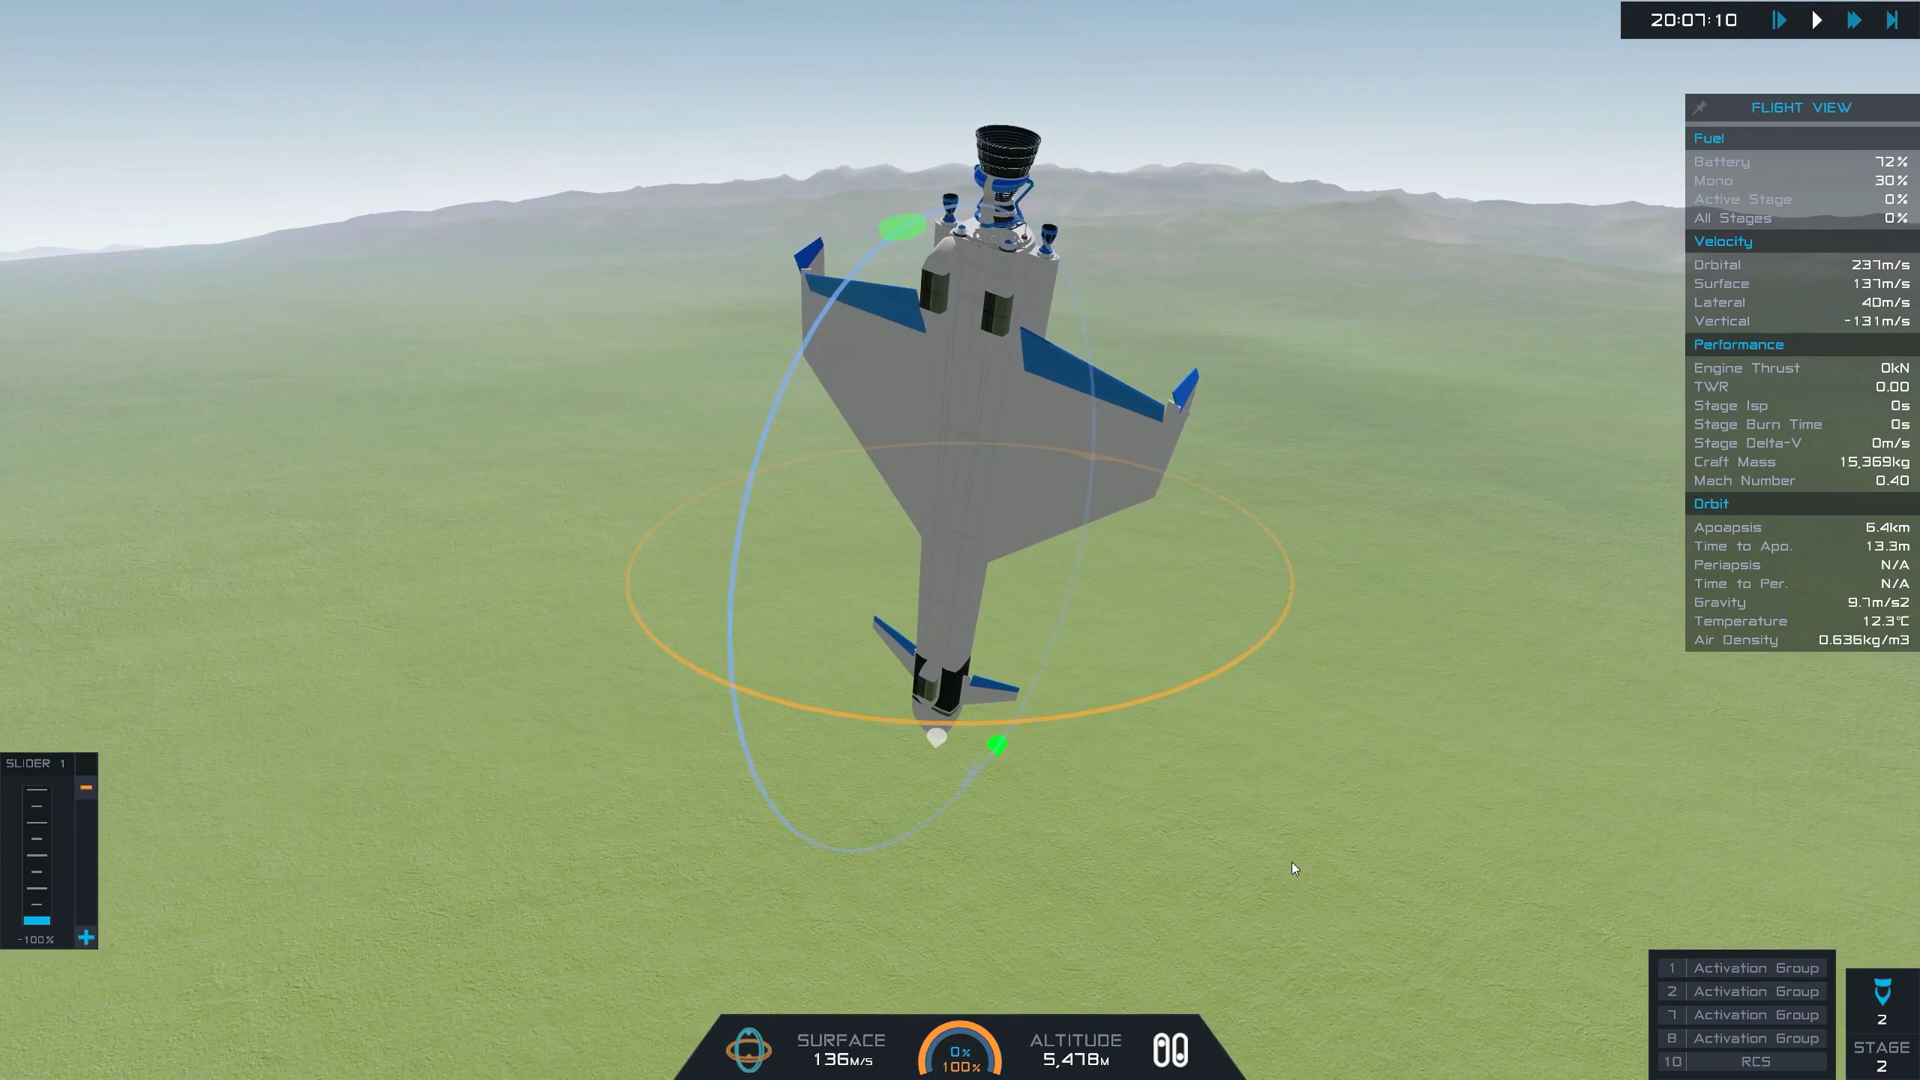 20:07:10
FLIGHT VIEW
Fuel
Battery 72%
Mono 30%
Active Stage 0%
All Stages 0%
Velocity
Orbital 237m/s
Surface 137m/s
Lateral 40m/s
Vertical -131m/s
Performance
Engine Thrust 0kN
TWR 0.00
Stage Isp 0s
Stage Burn Time 0s
Stage Delta-V 0m/s
Craft Mass 15,369kg
Mach Number 0.40
Orbit
Apoapsis 6.4km
Time to Apo. 13.3m
Periapsis N/A
Time to Per. N/A
Gravity 9.7m/s2
Temperature 12.3°C
Air Density 0.636kg/m3
SLIDER 1
-100%
SURFACE
136M/S
0%
100%
ALTITUDE
5,478M
1 Activation Group
2 Activation Group
7 Activation Group
8 Activation Group
10 RCS
2
STAGE
2